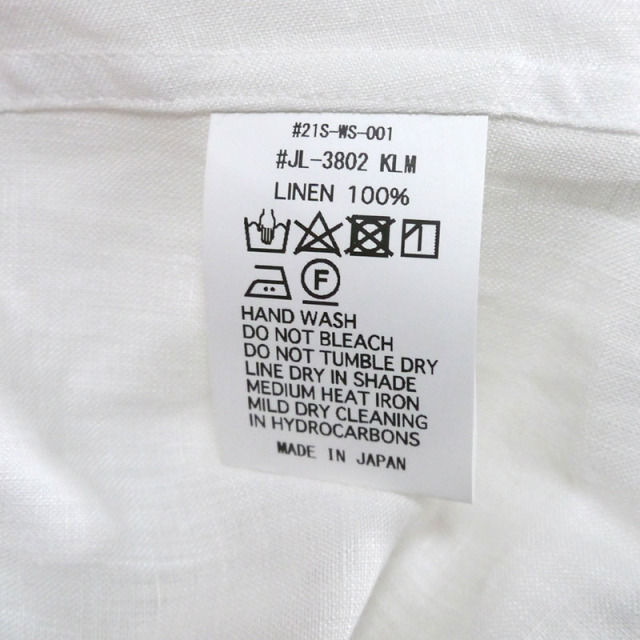 #21S-WS-001
#JL-3802 KLM
LINEN 100%
F
HAND WASH
DO NOT BLEACH
DO NOT TUMBLE DRY
LINE DRY IN SHADE
MEDIUM HEAT IRON
MILD DRY CLEANING
IN HYDROCARBONS
MADE IN JAPAN